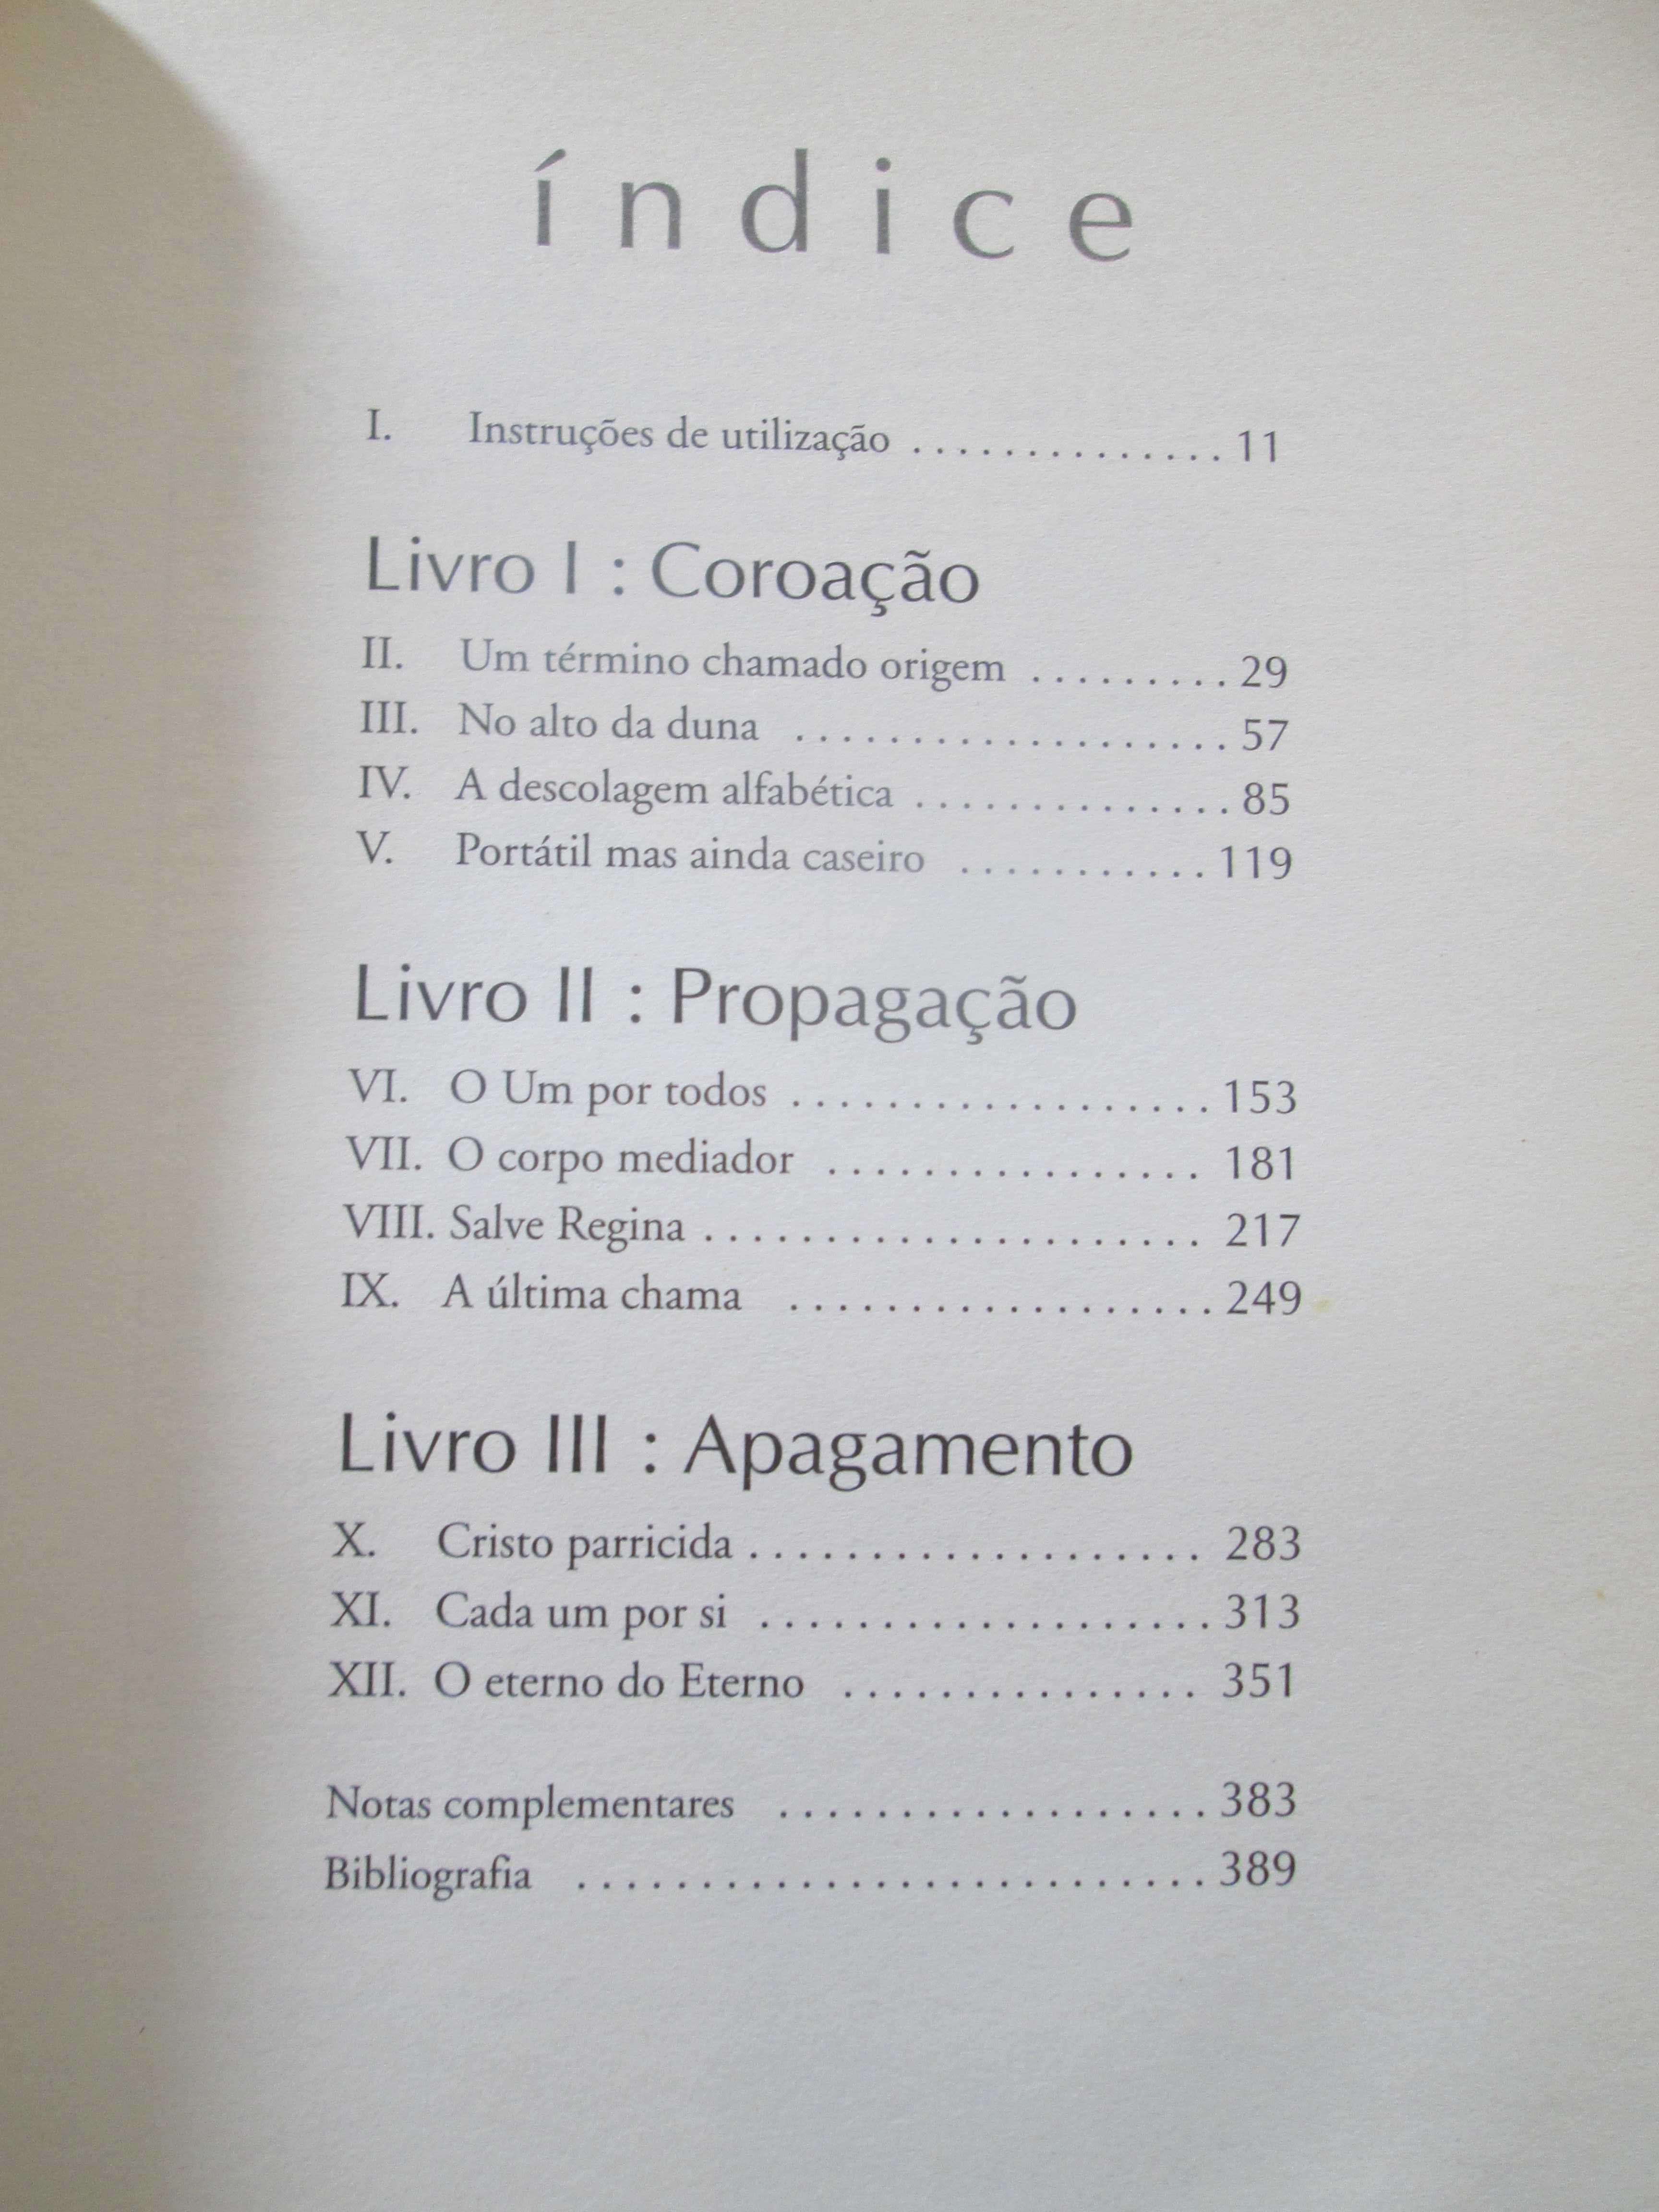 índice
I. Instruções de utilização .............. 11
Livro I : Coroação
II. Um término chamado origem ......... 29
III. No alto da duna ................... 57
IV. A descolagem alfabética .............. 85
V. Portátil mas ainda caseiro ........... 119
Livro II : Propagação
VI. O Um por todos .................. 153
VII. O corpo mediador ................ 181
VIII. Salve Regina ..................... 217
IX. A última chama .................. 249
Livro III : Apagamento
X. Cristo parricida ................... 283
XI. Cada um por si ................... 313
XII. O eterno do Eterno ............... 351
Notas complementares .................. 383
Bibliografia .......................... 389